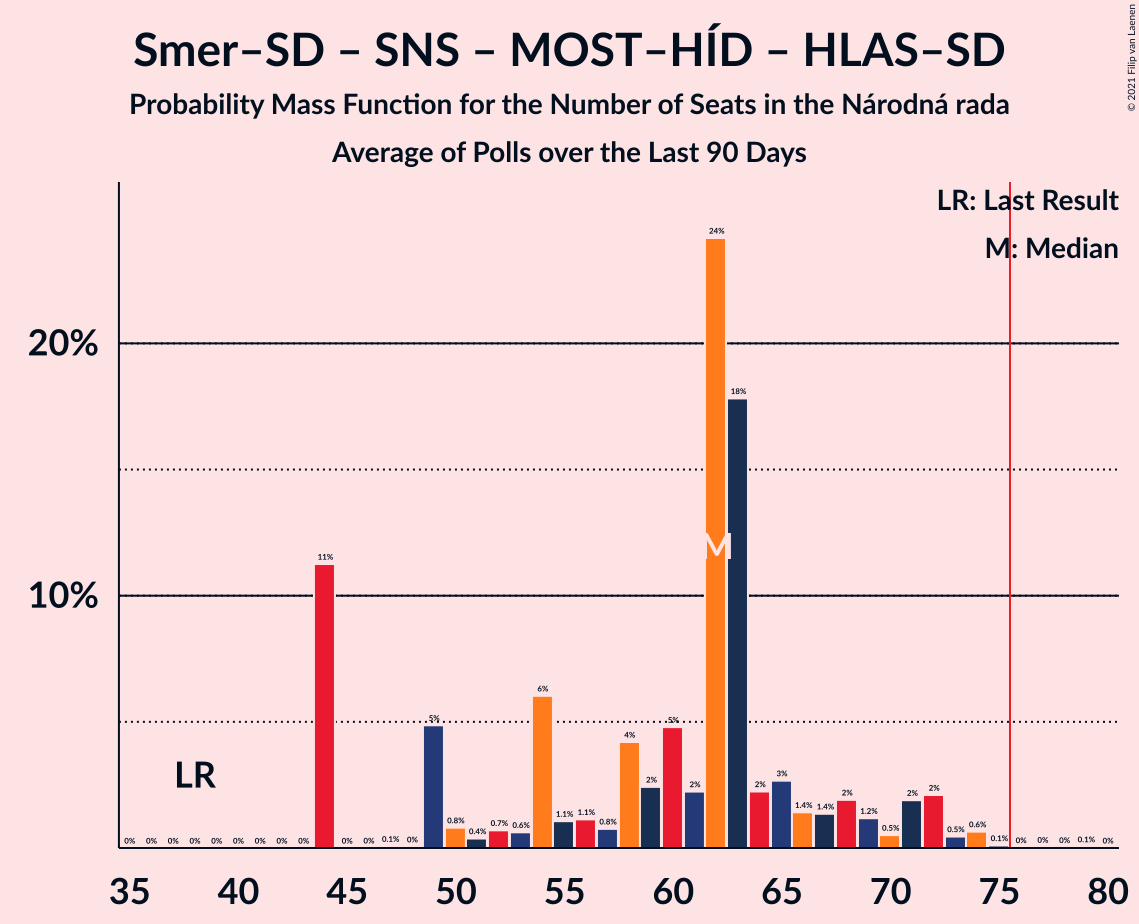 Smer–SD – SNS – MOST–HÍD – HLAS–SD
Probability Mass Function for the Number of Seats in the Národná rada
Average of Polls over the Last 90 Days
© 2021 Filip van Laenen
LR: Last Result
M: Median
20%
10%
LR
M
0% 0% 0% 0% 0% 0% 0% 0% 0% 11% 0% 0% 0.1% 0% 5% 0.8% 0.4% 0.7% 0.6% 6% 1.1% 1.1% 0.8% 4% 2% 5% 2% 24% 18% 2% 3% 1.4% 1.4% 2% 1.2% 0.5% 2% 2% 0.5% 0.6% 0.1% 0% 0% 0% 0.1% 0%
35 40 45 50 55 60 65 70 75 80